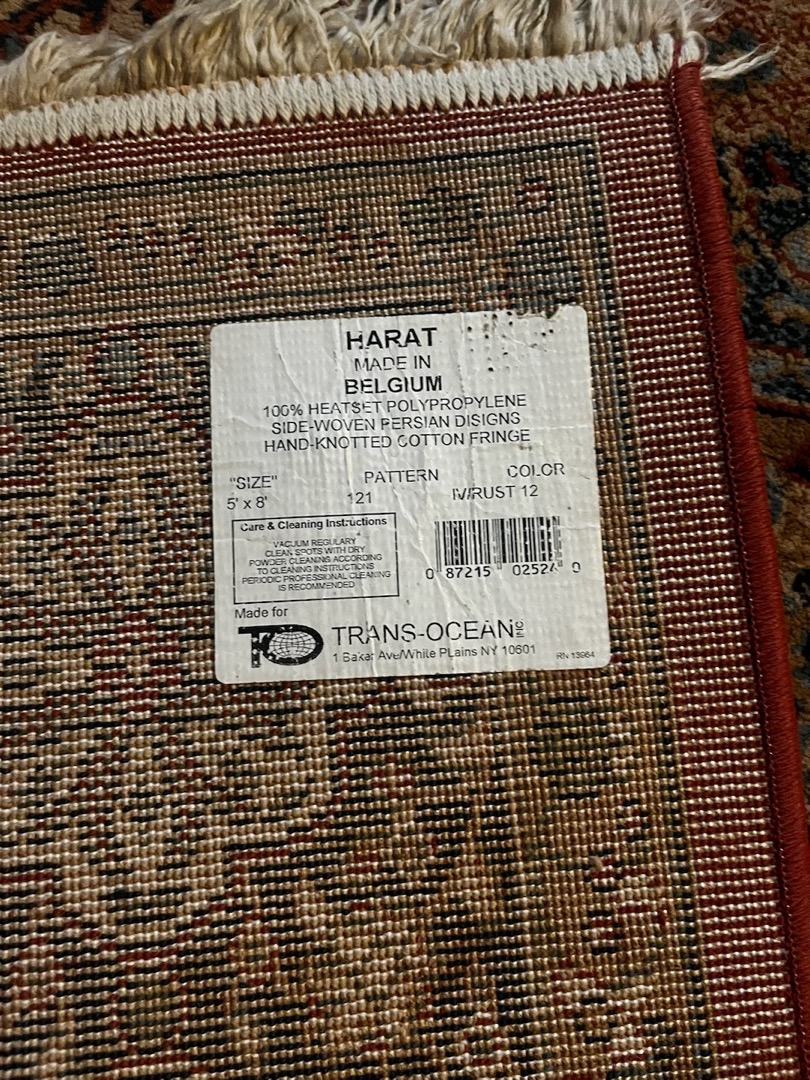 HARAT
MADE IN
BELGIUM
100% HEATSET POLYPROPYLENE
SIDE-WOVEN PERSIAN DISIGNS
HAND-KNOTTED COTTON FRINGE
"SIZE" PATTERN COLOR
5' x 8' 121 IV/RUST 12
Care & Cleaning Instructions
VACUUM REGULARY
CLEAN SPOTS WITH DRY
POWDER CLEANING ACCORDING
TO CLEANING INSTRUCTIONS
PERIODIC PROFESSIONAL CLEANING
IS RECOMMENDED
0 87215 02524 0
Made for
TO TRANS-OCEAN INC
1 Baker Ave/White PLains NY 10601
RN 13964